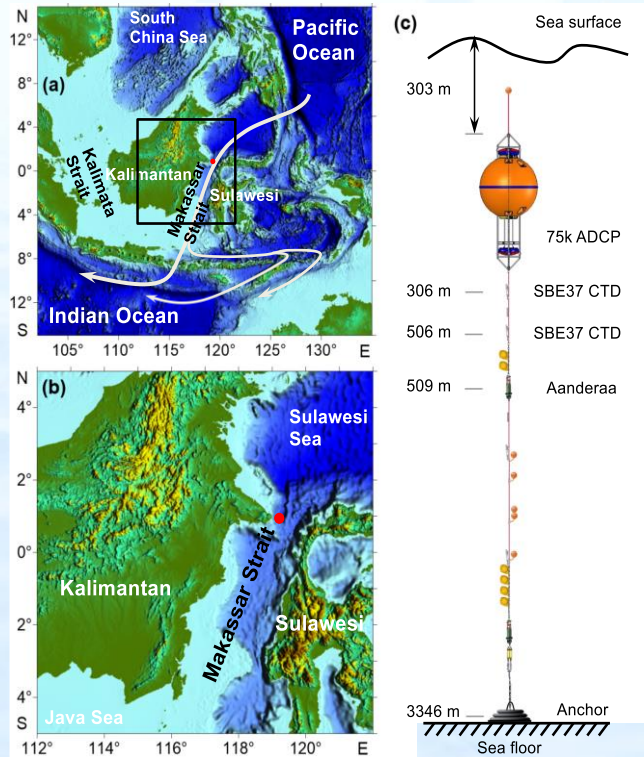 N
12°
8°
4°
0°
4°
8°
12°
S
(a)
South
China Sea
Pacific
Ocean
Kalimata
Strait
Kalimantan
Makassar
Strait
Sulawesi
Indian Ocean
105°
110°
115°
120°
125°
130°
E
N
4°
2°
0°
2°
4°
S
(b)
Sulawesi
Sea
Kalimantan
Makassar Strait
Sulawesi
Java Sea
112°
114°
116°
118°
119°
120°
E
(c)
Sea surface
303 m
75k ADCP
306 m
SBE37 CTD
506 m
SBE37 CTD
509 m
Aanderaa
3346 m
Anchor
Sea floor